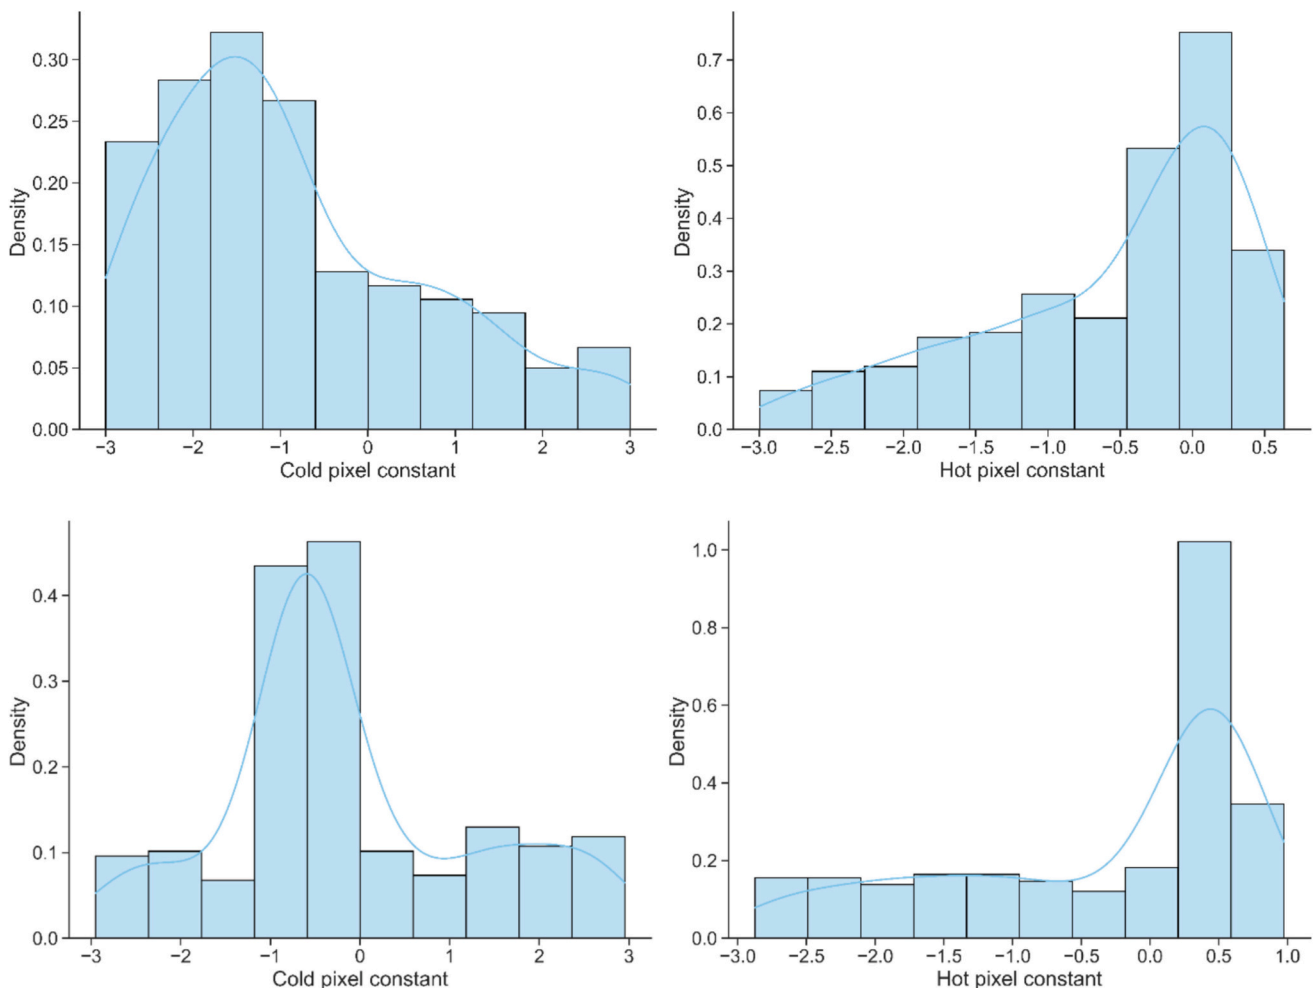 0.30
0.25
0.20
0.15
0.10
0.05
0.00
Density
−3 −2 −1 0 1 2 3
Cold pixel constant
0.7
0.6
0.5
0.4
0.3
0.2
0.1
0.0
Density
−3.0 −2.5 −2.0 −1.5 −1.0 −0.5 0.0 0.5
Hot pixel constant
0.4
0.3
0.2
0.1
0.0
Density
−3 −2 −1 0 1 2 3
Cold pixel constant
1.0
0.8
0.6
0.4
0.2
0.0
Density
−3.0 −2.5 −2.0 −1.5 −1.0 −0.5 0.0 0.5 1.0
Hot pixel constant